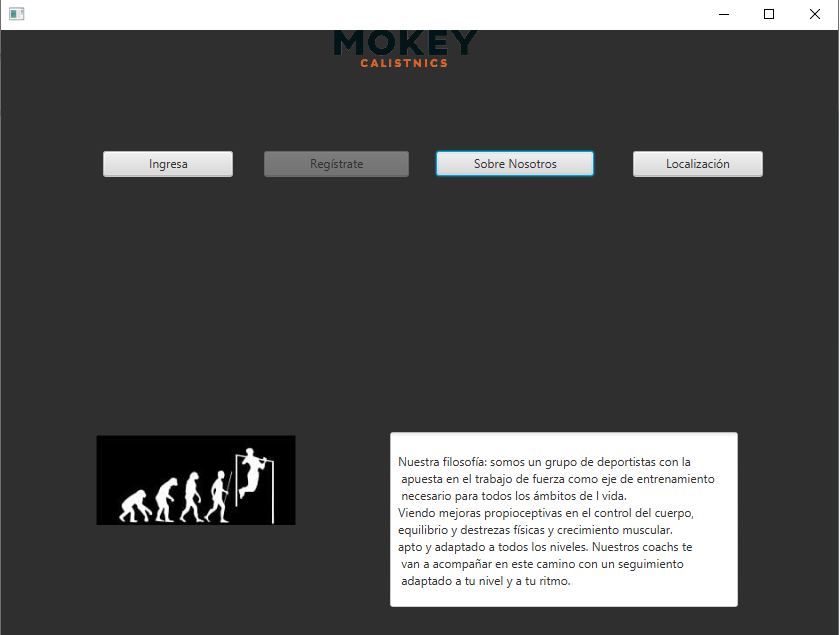 MOKEY
CALISTNICS
Ingresa
Regístrate
Sobre Nosotros
Localización
Nuestra filosofía: somos un grupo de deportistas con la
apuesta en el trabajo de fuerza como eje de entrenamiento
necesario para todos los ámbitos de l vida.
Viendo mejoras propioceptivas en el control del cuerpo,
equilibrio y destrezas físicas y crecimiento muscular.
apto y adaptado a todos los niveles. Nuestros coachs te
van a acompañar en este camino con un seguimiento
adaptado a tu nivel y a tu ritmo.